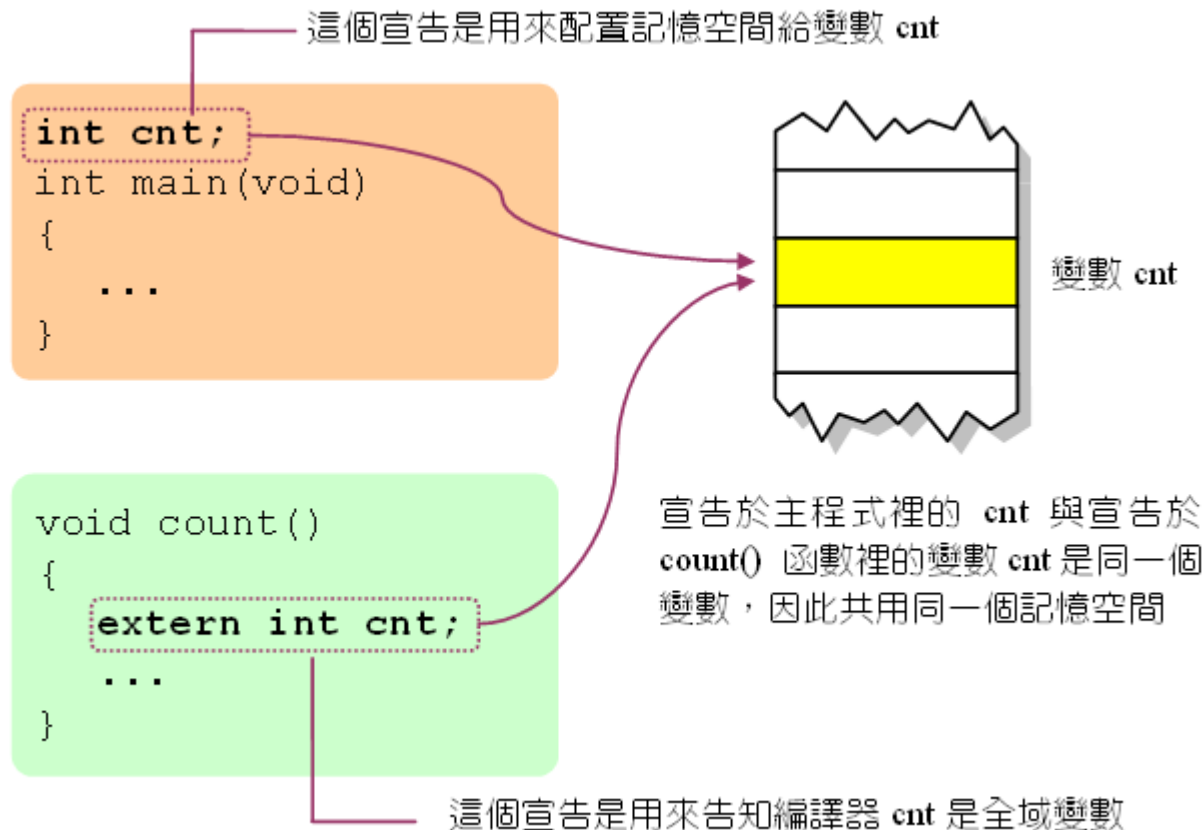 這個宣告是用來配置記憶空間給變數 cnt
int cnt;
int main(void)
{
...
}
變數 cnt
void count()
{
extern int cnt;
...
}
宣告於主程式裡的 cnt 與宣告於
count() 函數裡的變數 cnt 是同一個
變數，因此共用同一個記憶空間
這個宣告是用來告知編譯器 cnt 是全域變數